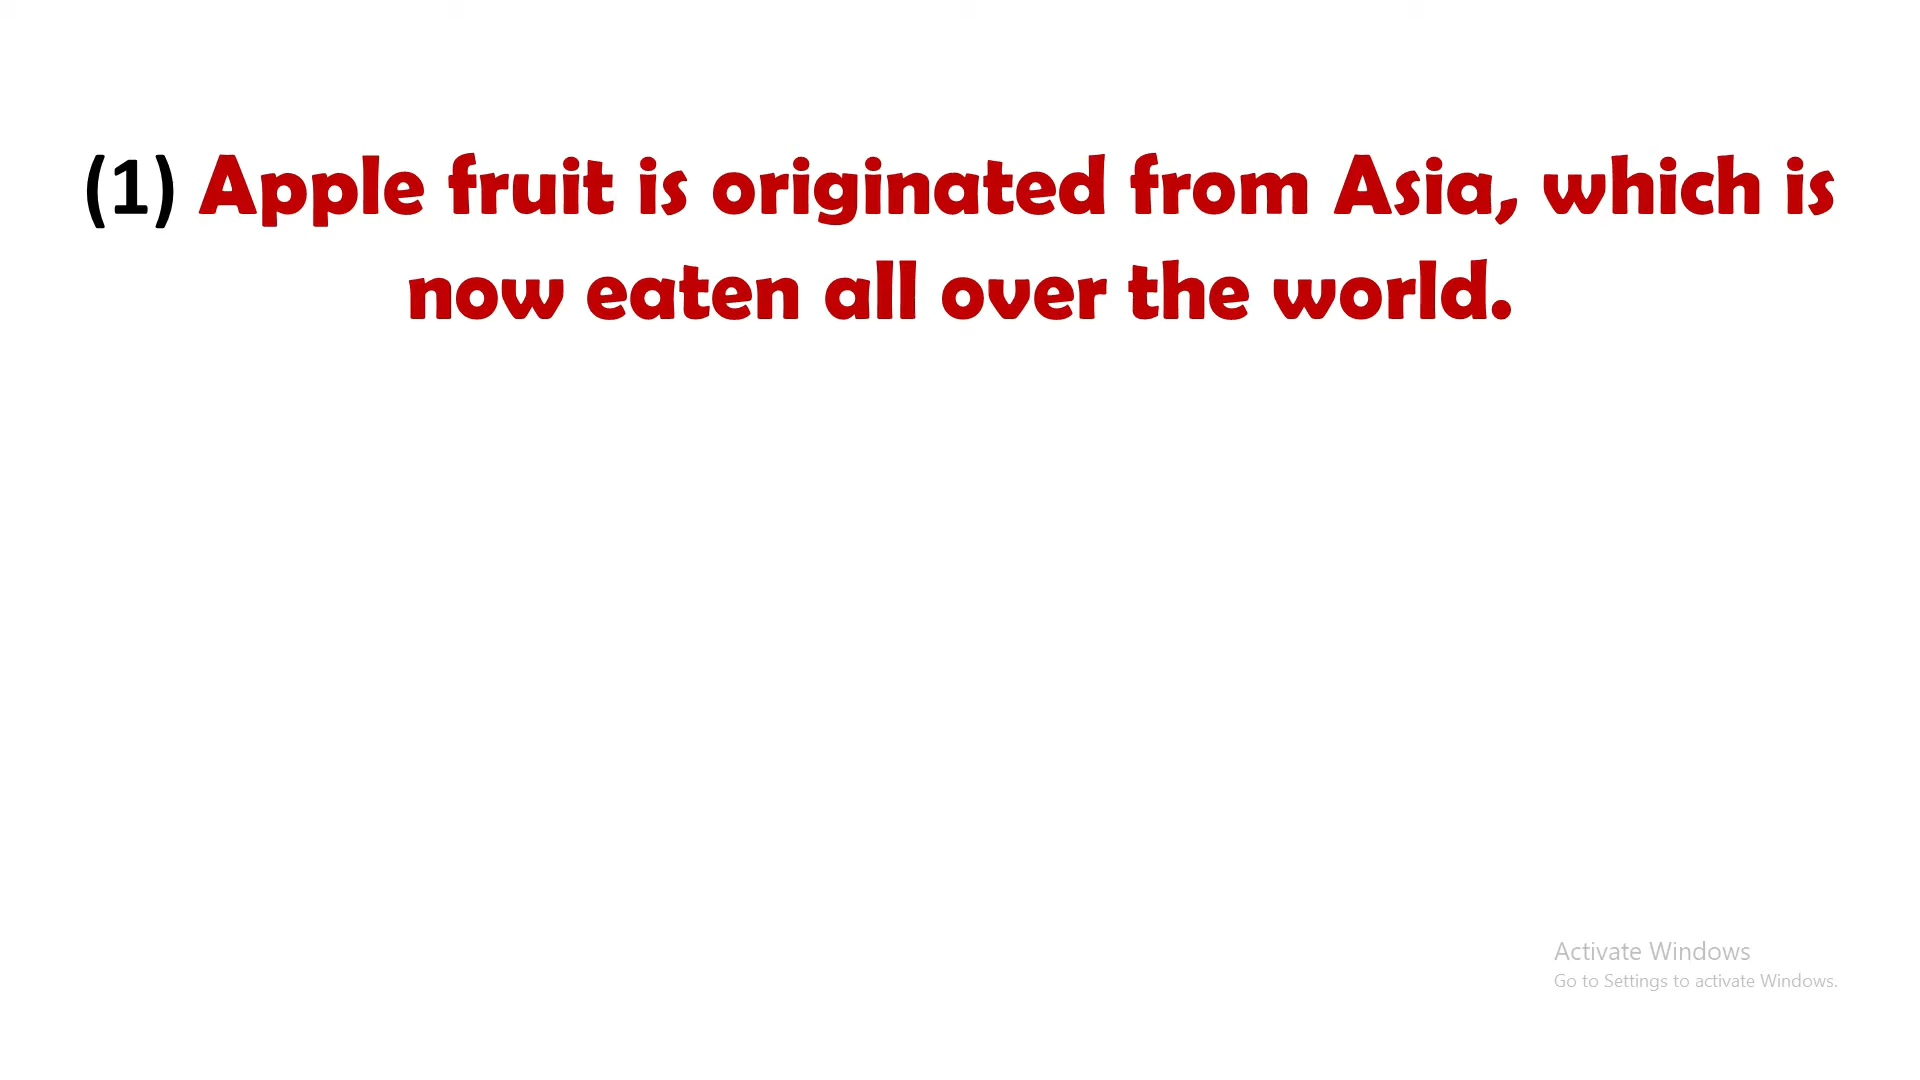 (1) Apple fruit is originated from Asia, which is
now eaten all over the world.
Activate Windows
Go to Settings to activate Windows.